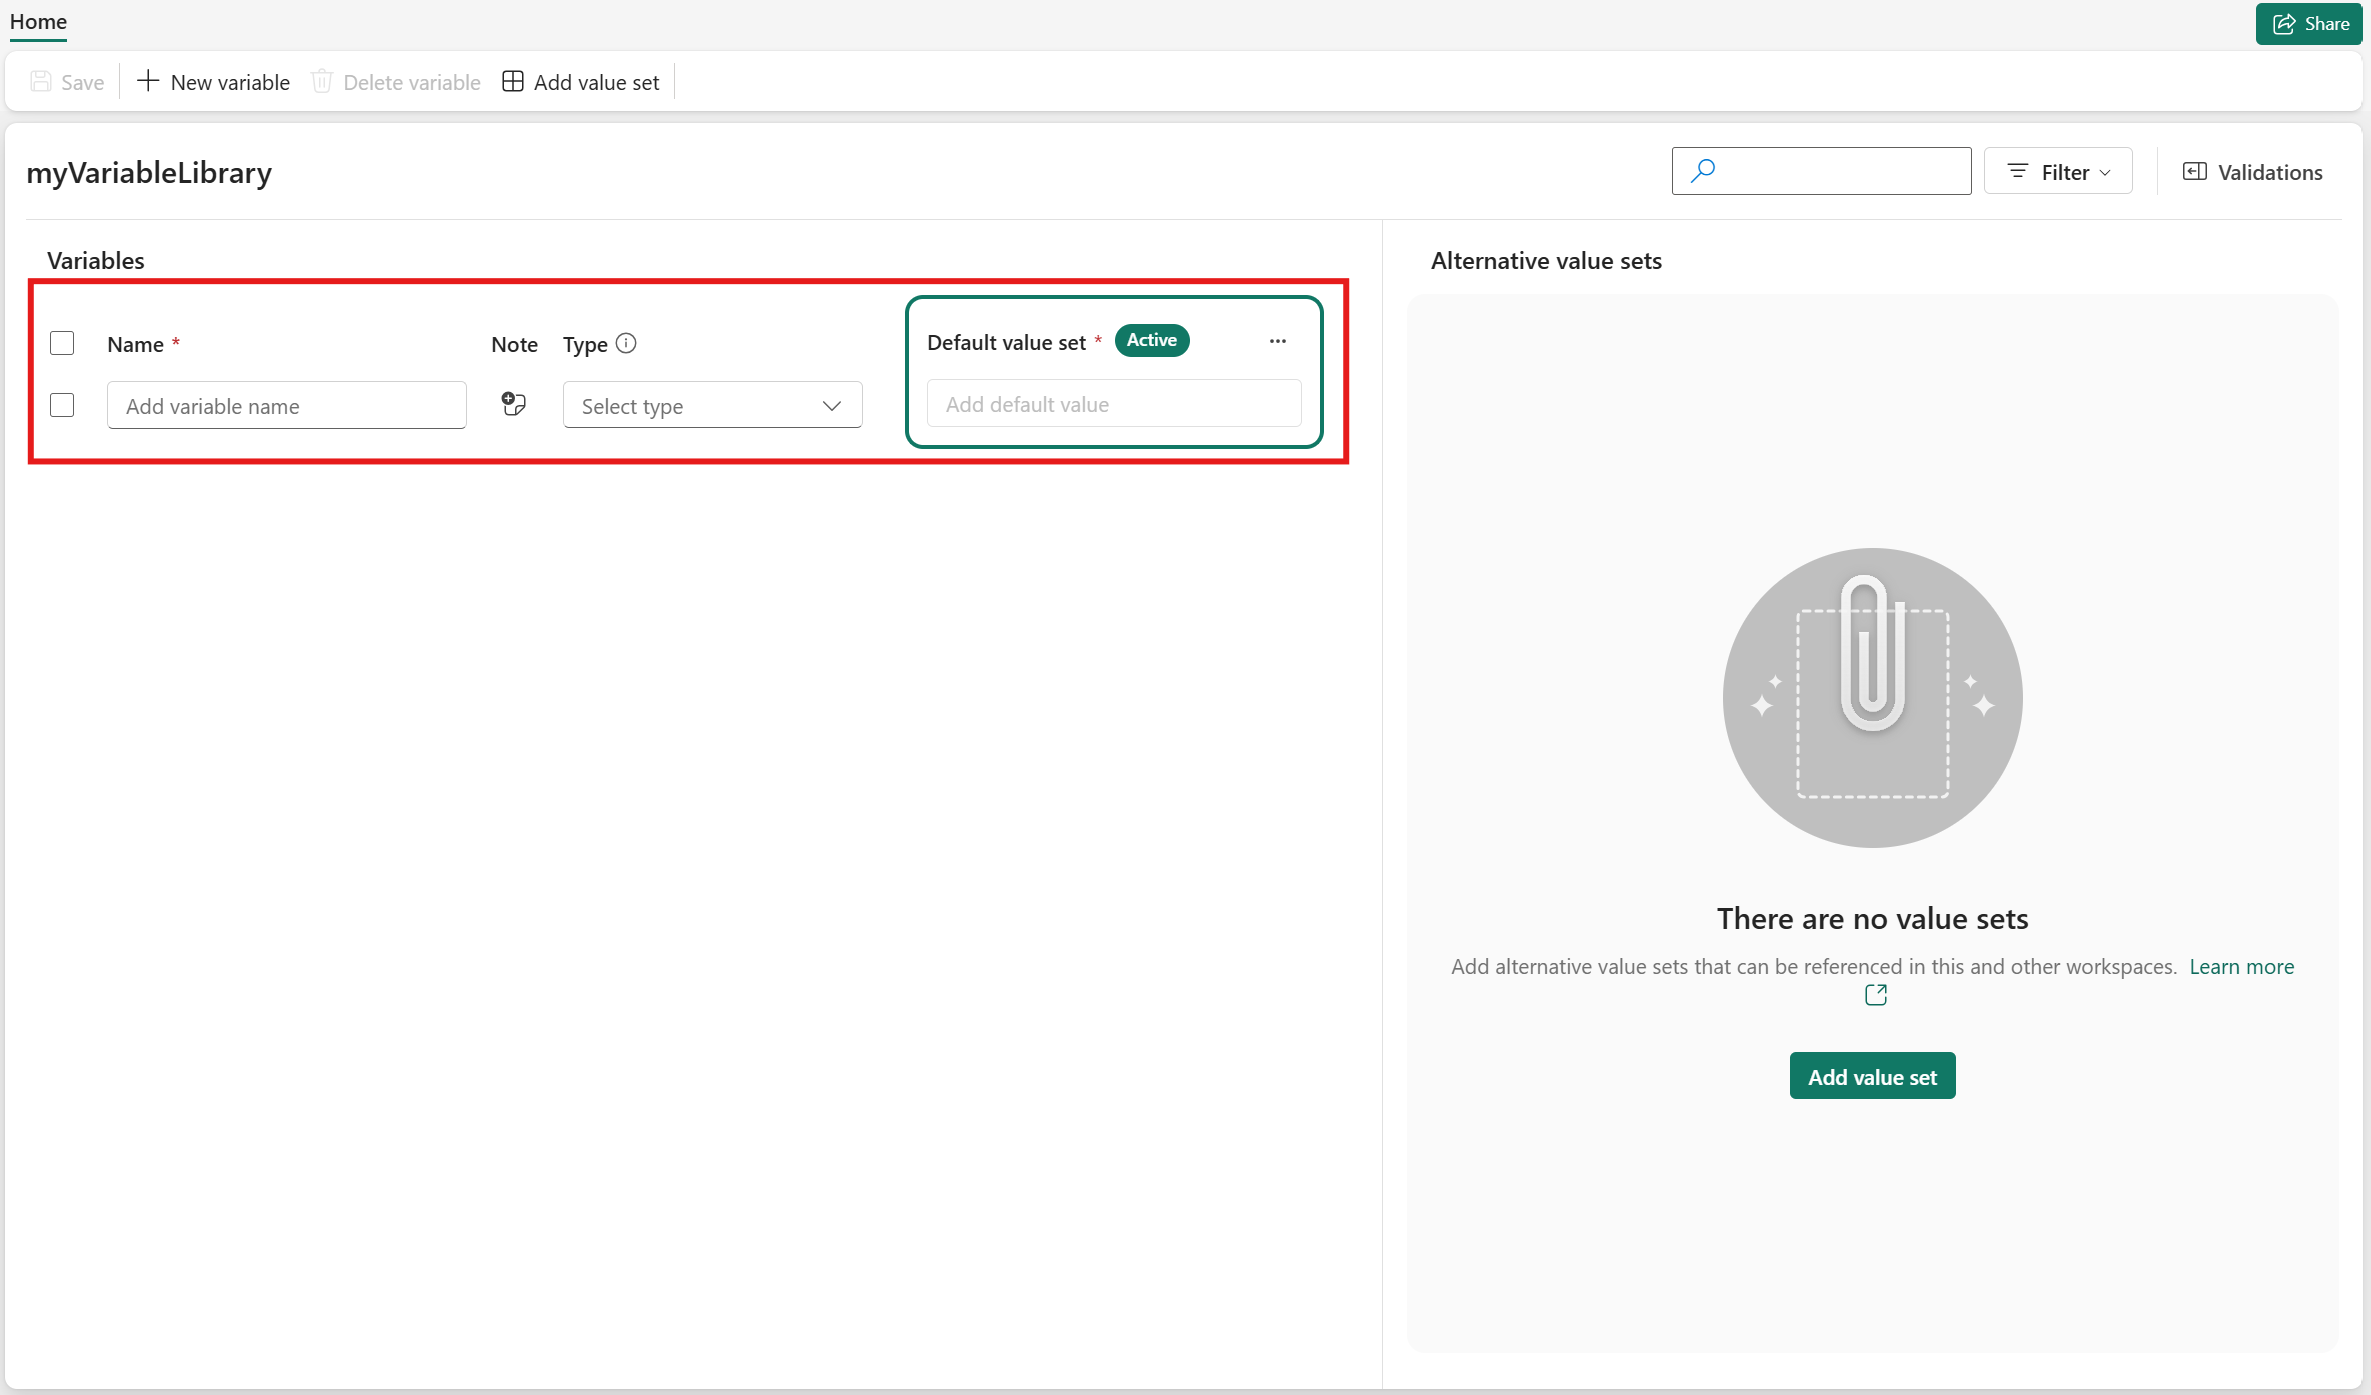 Home
Share
Save
New variable
Delete variable
Add value set
myVariableLibrary
Filter
Validations
Variables
Alternative value sets
Name *
Note
Type
Default value set * Active
Add variable name
Select type
Add default value
There are no value sets
Add alternative value sets that can be referenced in this and other workspaces. Learn more
Add value set